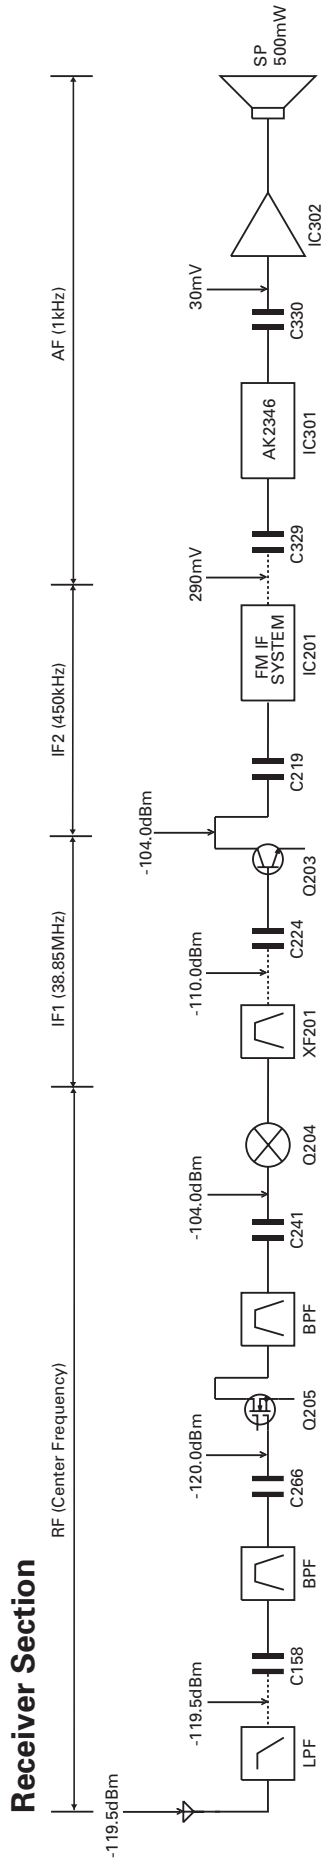 Receiver Section
RF (Center Frequency)
IF1 (38.85MHz)
IF2 (450kHz)
AF (1kHz)
-119.5dBm
-119.5dBm
-120.0dBm
-104.0dBm
-110.0dBm
-104.0dBm
290mV
30mV
LPF
C158
BPF
C266
Q205
BPF
C241
Q204
XF201
C224
Q203
C219
FM IF
SYSTEM
IC201
C329
AK2346
IC301
C330
IC302
SP
500mW